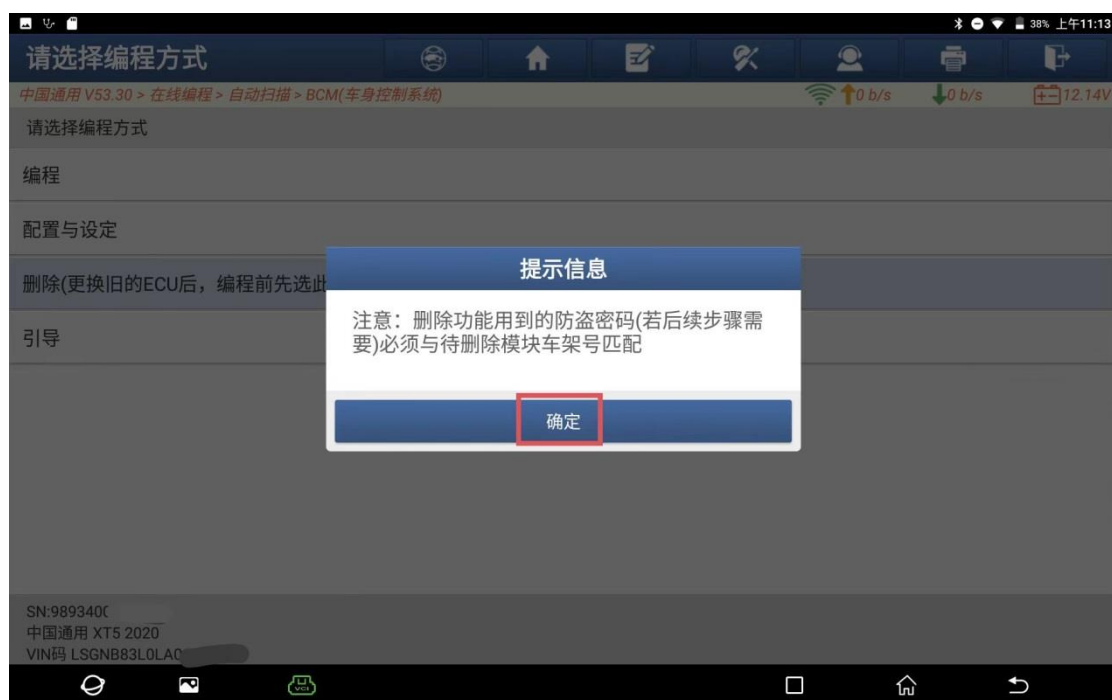 38% 上午11:13
请选择编程方式
中国通用 V53.30 > 在线编程 > 自动扫描 > BCM(车身控制系统)
0 b/s
0 b/s
12.14V
请选择编程方式
编程
配置与设定
删除(更换旧的ECU后，编程前先选此
引导
提示信息
注意：删除功能用到的防盗密码(若后续步骤需
要)必须与待删除模块车架号匹配
确定
SN:989340
中国通用 XT5 2020
VIN码 LSGNB83L0LA
VCI